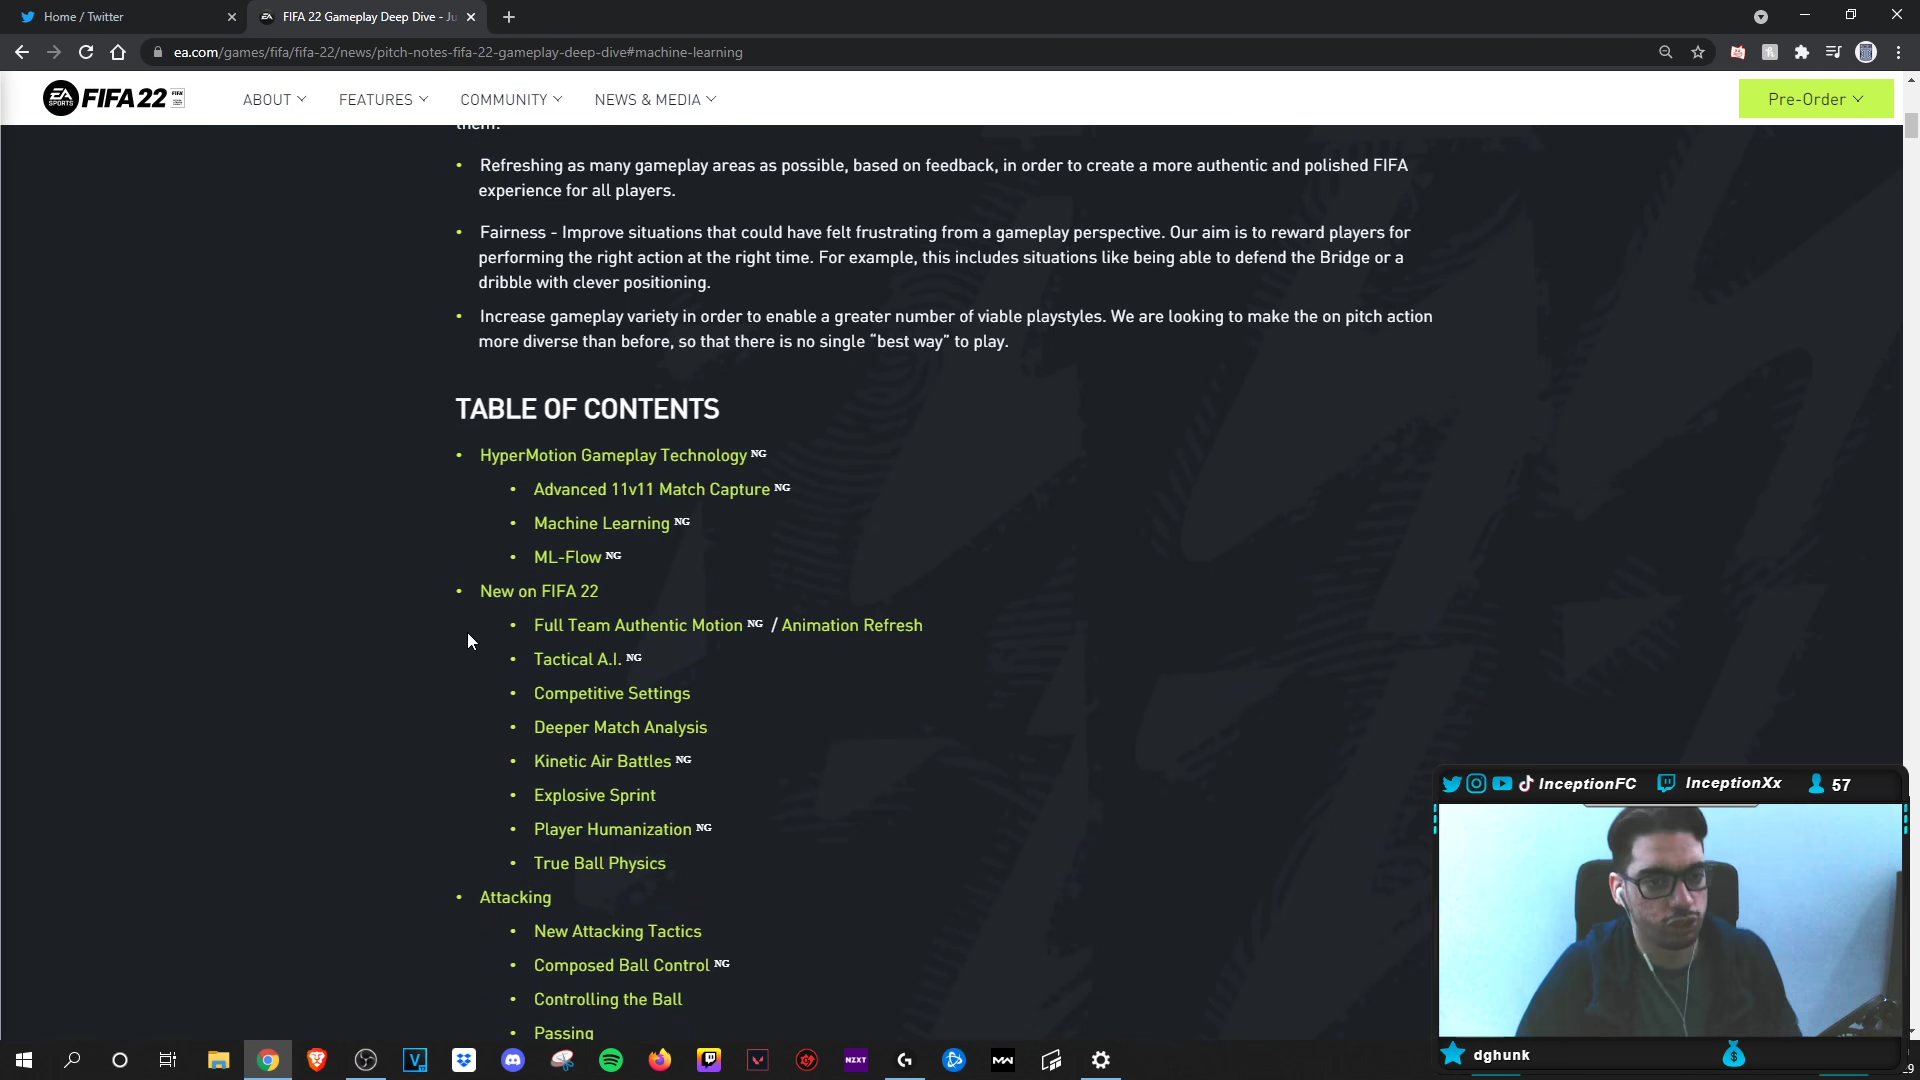 Home / Twitter
FIFA 22 Gameplay Deep Dive - Ju
ea.com/games/fifa/fifa-22/news/pitch-notes-fifa-22-gameplay-deep-dive#machine-learning
EA SPORTS FIFA 22
ABOUT
FEATURES
COMMUNITY
NEWS & MEDIA
Pre-Order
them.
• Refreshing as many gameplay areas as possible, based on feedback, in order to create a more authentic and polished FIFA
experience for all players.
• Fairness - Improve situations that could have felt frustrating from a gameplay perspective. Our aim is to reward players for
performing the right action at the right time. For example, this includes situations like being able to defend the Bridge or a
dribble with clever positioning.
• Increase gameplay variety in order to enable a greater number of viable playstyles. We are looking to make the on pitch action
more diverse than before, so that there is no single “best way” to play.
TABLE OF CONTENTS
• HyperMotion Gameplay Technology NG
• Advanced 11v11 Match Capture NG
• Machine Learning NG
• ML-Flow NG
• New on FIFA 22
• Full Team Authentic Motion NG / Animation Refresh
• Tactical A.I. NG
• Competitive Settings
• Deeper Match Analysis
• Kinetic Air Battles NG
• Explosive Sprint
• Player Humanization NG
• True Ball Physics
• Attacking
• New Attacking Tactics
• Composed Ball Control NG
• Controlling the Ball
• Passing
InceptionFC
InceptionXx
57
dghunk
NZXT
MW